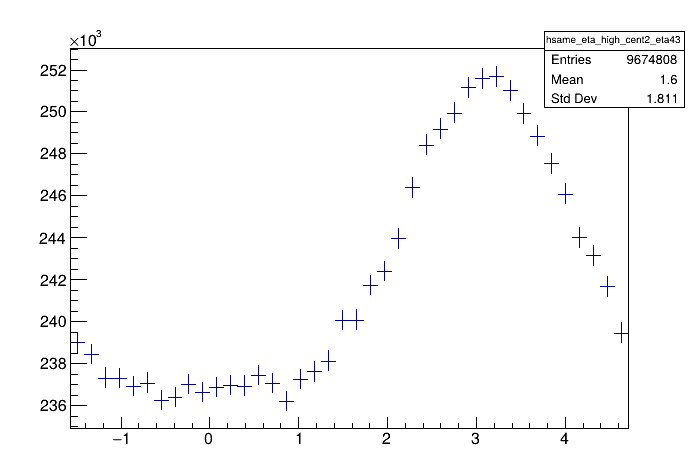 ×10³
hsame_eta_high_cent2_eta43
Entries 9674808
Mean 1.6
Std Dev 1.811
252
250
248
246
244
242
240
238
236
−1 0 1 2 3 4